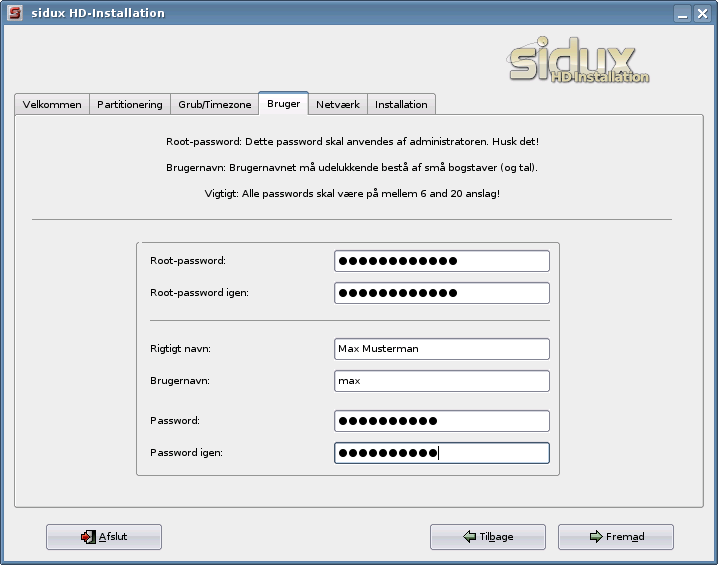 sidux HD-Installation
sidux
HD-Installation
Velkommen Partitionering Grub/Timezone Bruger Netværk Installation
Root-password: Dette password skal anvendes af administratoren. Husk det!
Brugernavn: Brugernavnet må udelukkende bestå af små bogstaver (og tal).
Vigtigt: Alle passwords skal være på mellem 6 and 20 anslag!
Root-password: ●●●●●●●●●●●●
Root-password igen: ●●●●●●●●●●●●
Rigtigt navn: Max Musterman
Brugernavn: max
Password: ●●●●●●●●●●
Password igen: ●●●●●●●●●●
Afslut Tilbage Fremad